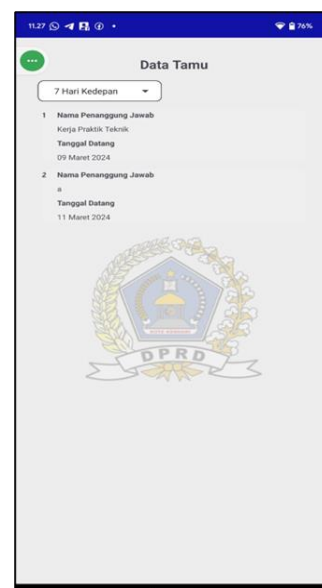 11.27
76%
Data Tamu
7 Hari Kedepan
1 Nama Penanggung Jawab
Kerja Praktik Teknik
Tanggal Datang
09 Maret 2024
2 Nama Penanggung Jawab
a
Tanggal Datang
11 Maret 2024
DPRD